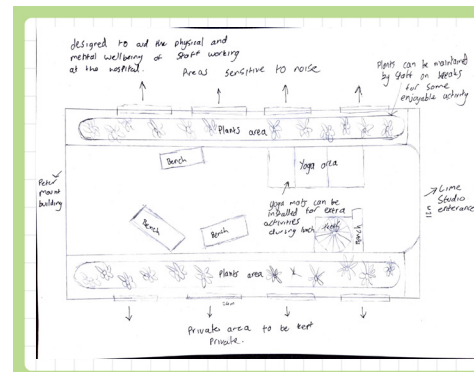 designed to aid the physical and
mental wellbeing of staff working
at the hospital.
Areas sensitive to noise
Plants can be maintained
by staff on breaks
for some
enjoyable activity
Plants area
Bench
Yoga area
Peter
mount
building
Yoga mats can be
installed for extra
activities
during
Bench
Bench
Bench
Lime
Studio
enterance
Plants area
Private area to be kept
Private.